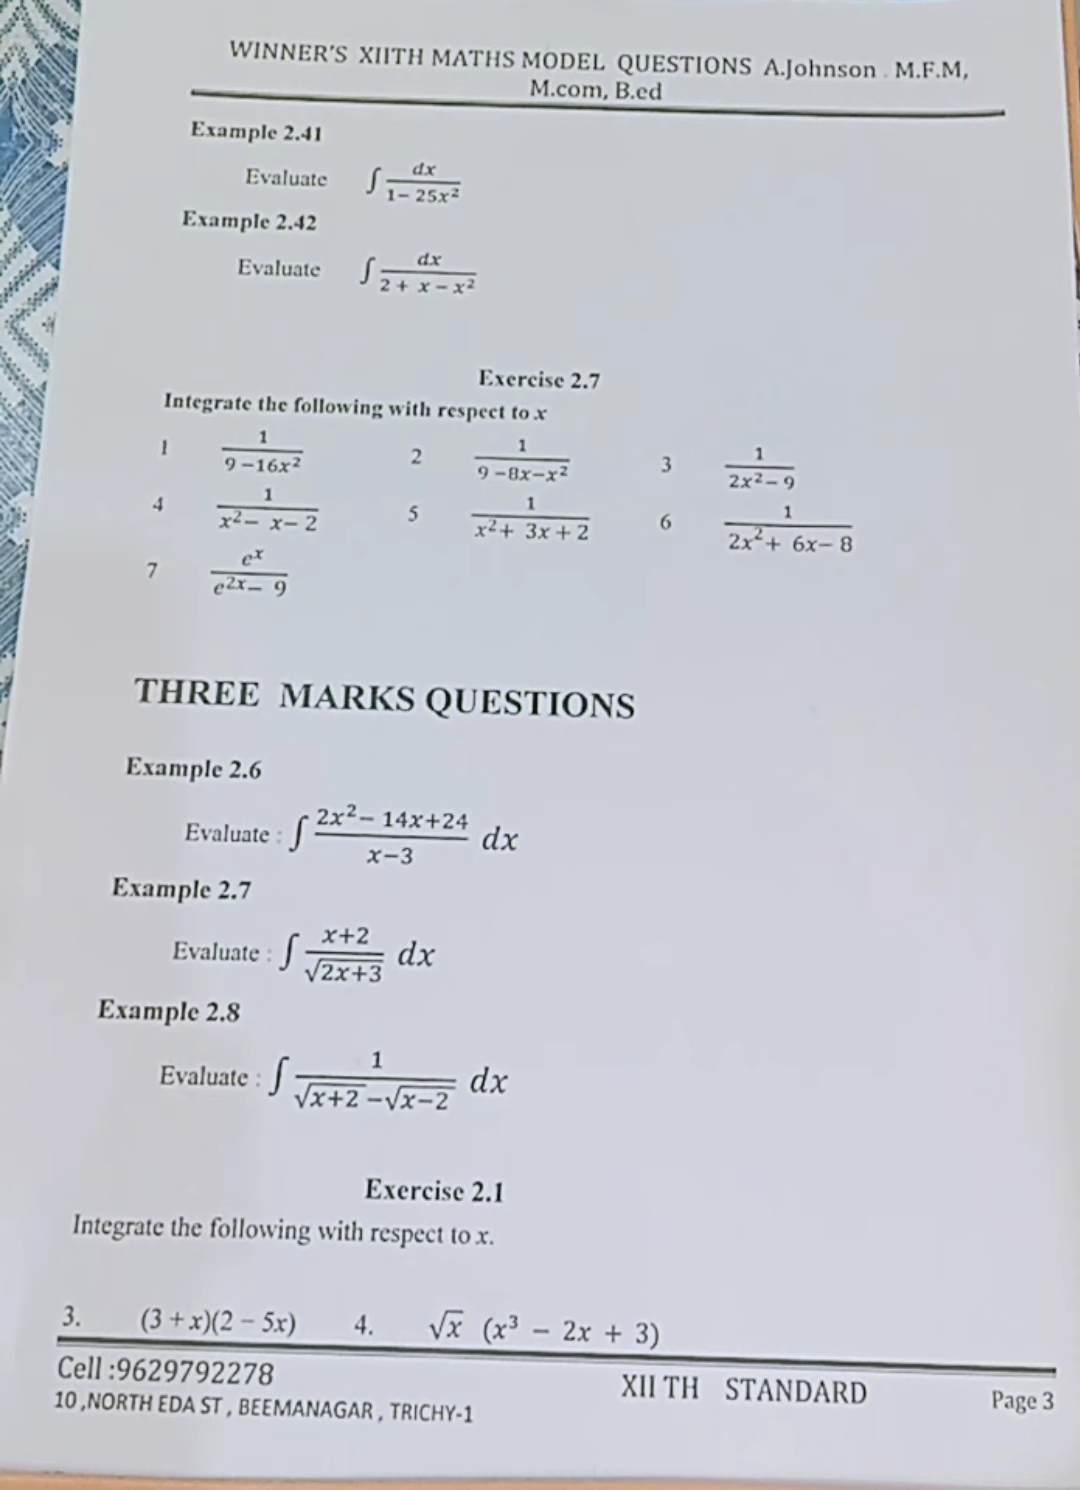 WINNER'S XIITH MATHS MODEL QUESTIONS A.Johnson . M.F.M,
M.com, B.ed
Example 2.41
Evaluate ∫ dx / (1− 25x²)
Example 2.42
Evaluate ∫ dx / (2 + x − x²)
Exercise 2.7
Integrate the following with respect to x
1 1/(9 −16x²) 2 1/(9 −8x−x²) 3 1/(2x²− 9)
4 1/(x²− x− 2) 5 1/(x²+ 3x + 2) 6 1/(2x²+ 6x− 8)
7 eˣ/(e²ˣ− 9)
THREE MARKS QUESTIONS
Example 2.6
Evaluate : ∫ (2x²− 14x+24)/(x−3) dx
Example 2.7
Evaluate : ∫ (x+2)/√(2x+3) dx
Example 2.8
Evaluate : ∫ 1/(√(x+2) −√(x−2)) dx
Exercise 2.1
Integrate the following with respect to x.
3. (3 + x)(2 − 5x) 4. √x (x³ − 2x + 3)
Cell :9629792278
XII TH STANDARD Page 3
10 ,NORTH EDA ST , BEEMANAGAR , TRICHY-1